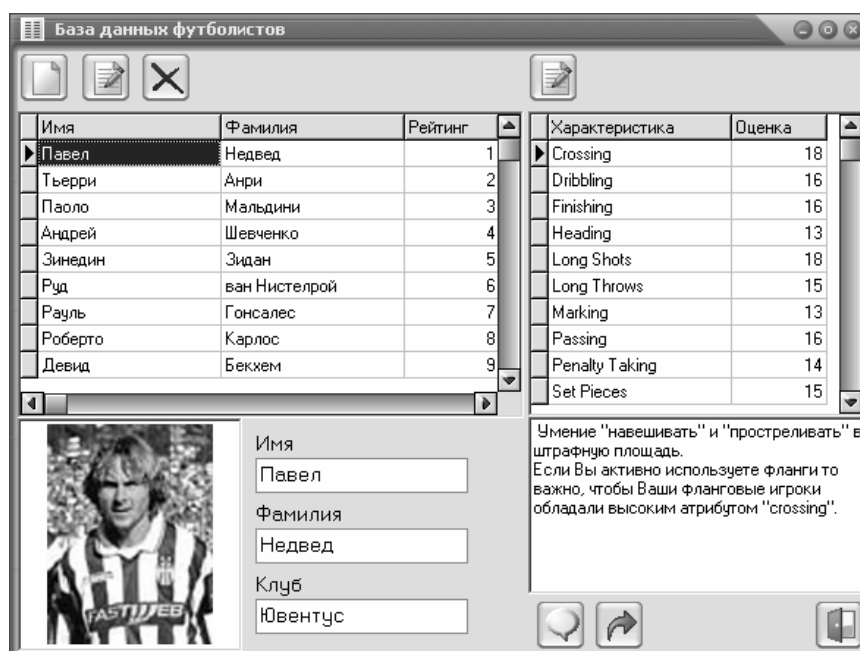 База данных футболистов
Имя Фамилия Рейтинг
Павел Недвед 1
Тьерри Анри 2
Паоло Мальдини 3
Андрей Шевченко 4
Зинедин Зидан 5
Руд ван Нистелрой 6
Рауль Гонсалес 7
Роберто Карлос 8
Девид Бекхем 9
Характеристика Оценка
Crossing 18
Dribbling 16
Finishing 16
Heading 13
Long Shots 18
Long Throws 15
Marking 13
Passing 16
Penalty Taking 14
Set Pieces 15
FASTWEB
Имя
Павел
Фамилия
Недвед
Клуб
Ювентус
Умение "навешивать" и "простреливать" в
штрафную площадь.
Если Вы активно используете фланги то
важно, чтобы Ваши фланговые игроки
обладали высоким атрибутом "crossing".